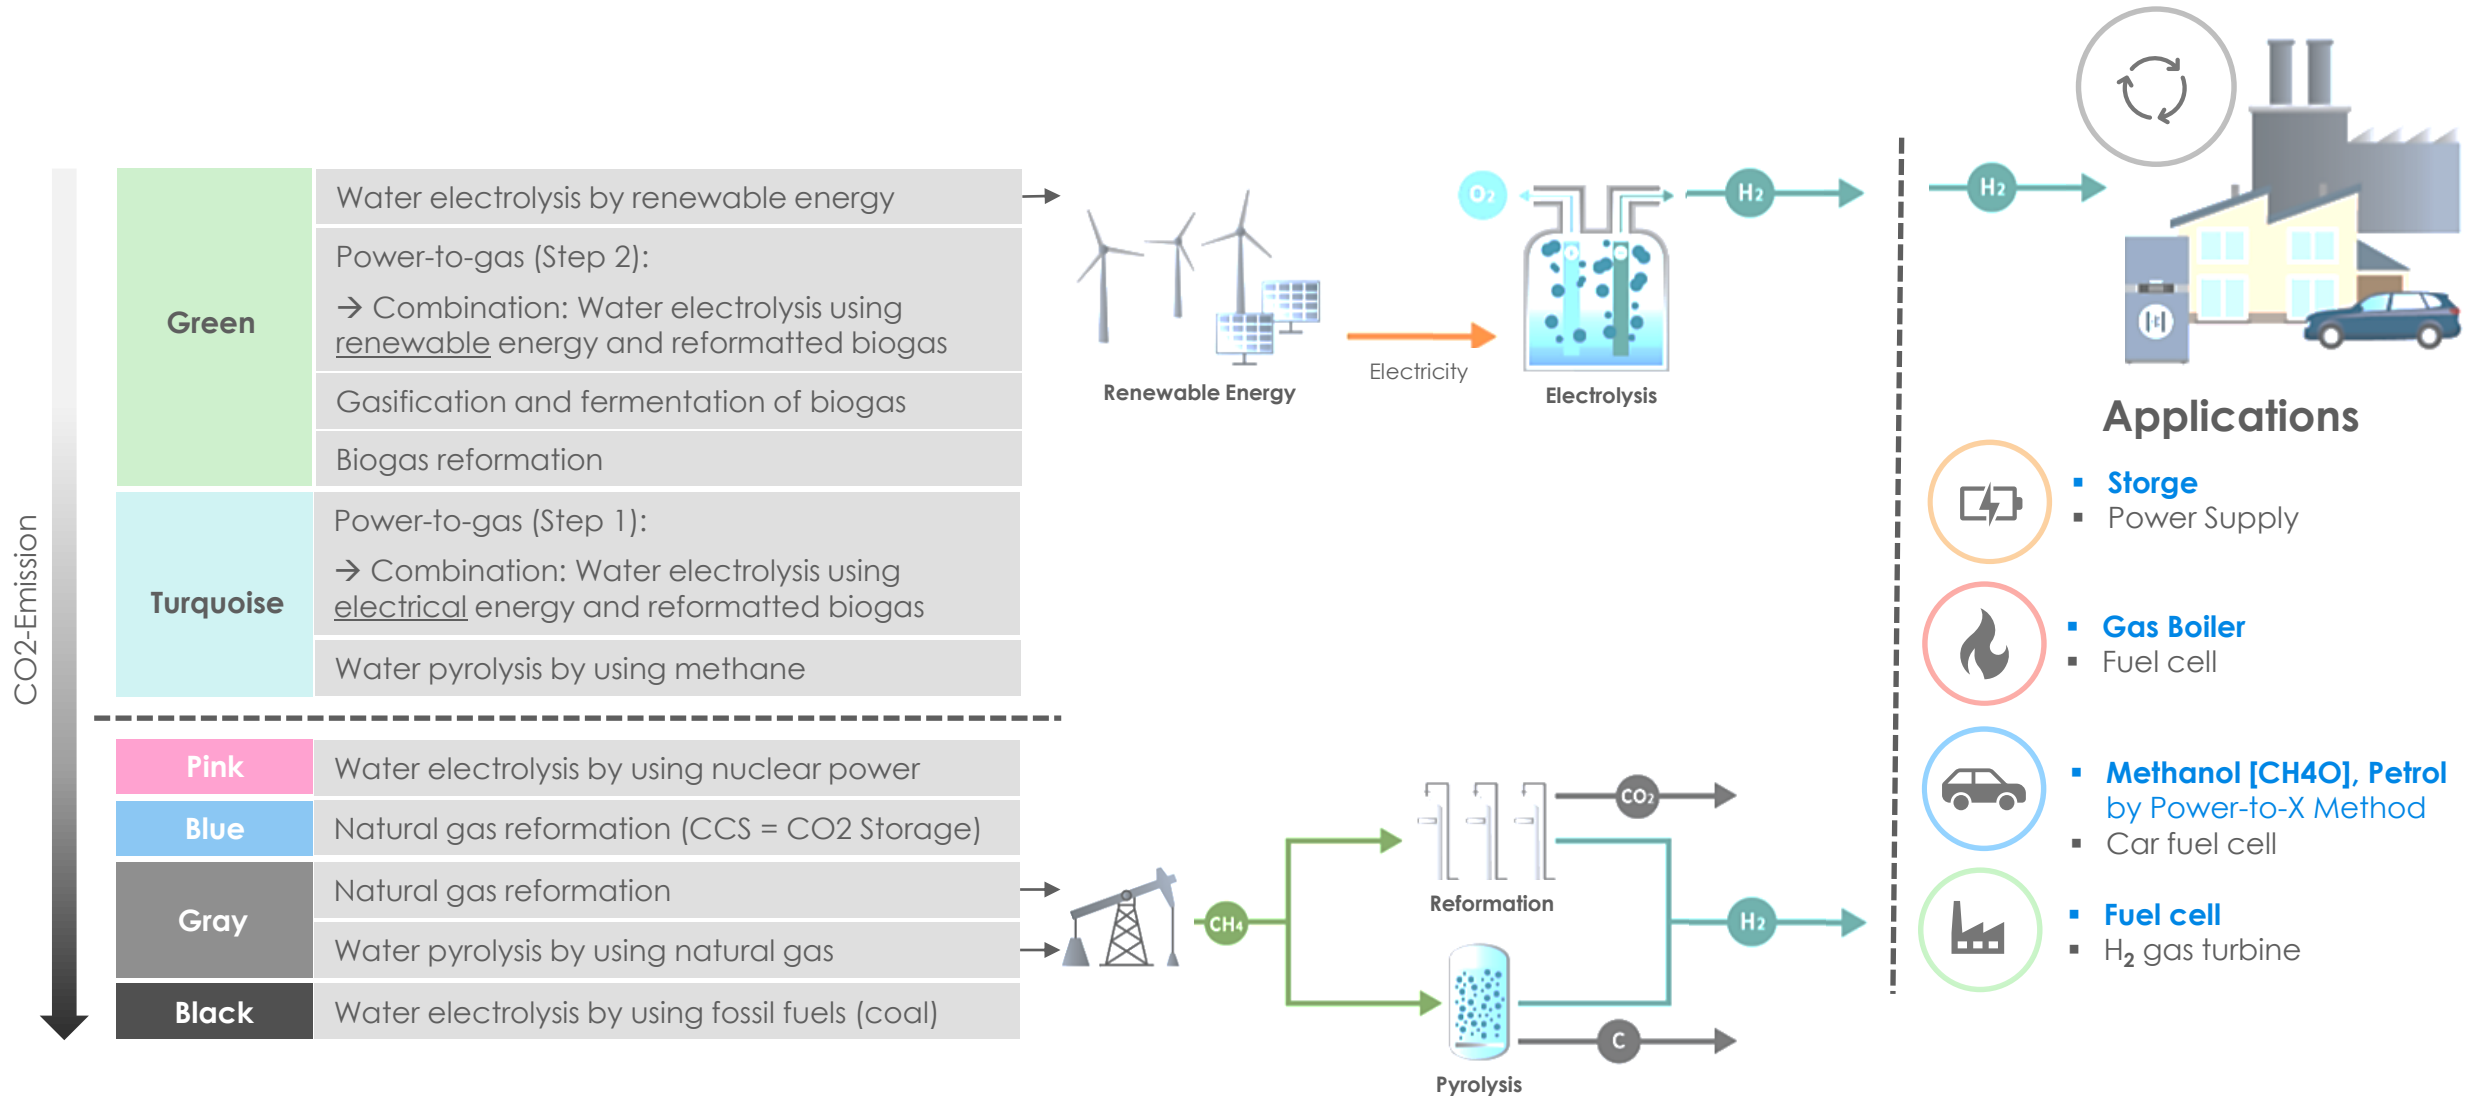 CO2-Emission
Green
Water electrolysis by renewable energy
Power-to-gas (Step 2):
→ Combination: Water electrolysis using
renewable energy and reformatted biogas
Gasification and fermentation of biogas
Biogas reformation
Turquoise
Power-to-gas (Step 1):
→ Combination: Water electrolysis using
electrical energy and reformatted biogas
Water pyrolysis by using methane
Pink
Water electrolysis by using nuclear power
Blue
Natural gas reformation (CCS = CO2 Storage)
Gray
Natural gas reformation
Water pyrolysis by using natural gas
Black
Water electrolysis by using fossil fuels (coal)
Renewable Energy
Electricity
O₂
H₂
Electrolysis
CH₄
CO₂
Reformation
H₂
C
Pyrolysis
H₂
Applications
▪ Storge
▪ Power Supply
▪ Gas Boiler
▪ Fuel cell
▪ Methanol [CH4O], Petrol
by Power-to-X Method
▪ Car fuel cell
▪ Fuel cell
▪ H₂ gas turbine